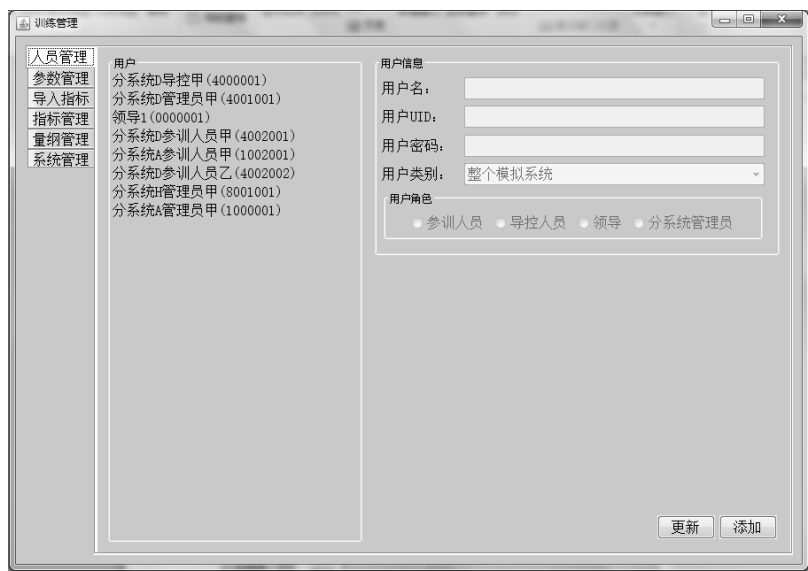 训练管理
人员管理
参数管理
导入指标
指标管理
量纲管理
系统管理
用户
分系统D导控甲(4000001)
分系统D管理员甲(4001001)
领导1(0000001)
分系统D参训人员甲(4002001)
分系统A参训人员甲(1002001)
分系统D参训人员乙(4002002)
分系统H管理员甲(8001001)
分系统A管理员甲(1000001)
用户信息
用户名:
用户UID:
用户密码:
用户类别: 整个模拟系统
用户角色
参训人员 导控人员 领导 分系统管理员
更新 添加